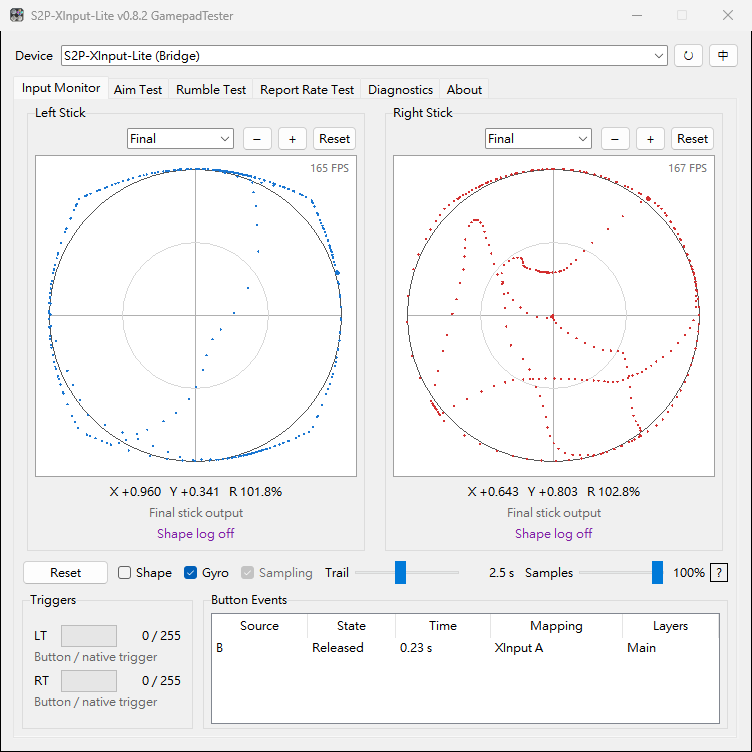 S2P-XInput-Lite v0.8.2 GamepadTester
Device S2P-XInput-Lite (Bridge) 中
Input Monitor Aim Test Rumble Test Report Rate Test Diagnostics About
Left Stick
Final − + Reset
165 FPS
X +0.960 Y +0.341 R 101.8%
Final stick output
Shape log off
Right Stick
Final − + Reset
167 FPS
X +0.643 Y +0.803 R 102.8%
Final stick output
Shape log off
Reset Shape Gyro Sampling Trail 2.5 s Samples 100% ?
Triggers
LT 0 / 255
Button / native trigger
RT 0 / 255
Button / native trigger
Button Events
Source State Time Mapping Layers
B Released 0.23 s XInput A Main